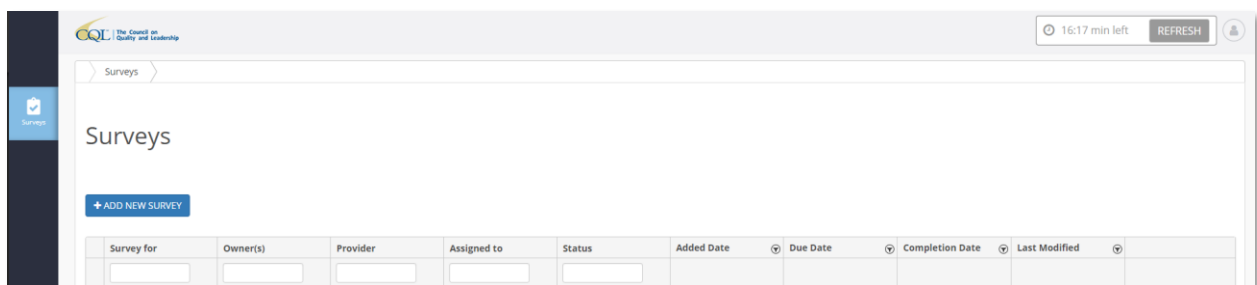 CQL The Council on
Quality and Leadership
16:17 min left REFRESH
Surveys
Surveys
Surveys
+ ADD NEW SURVEY
Survey for Owner(s) Provider Assigned to Status Added Date Due Date Completion Date Last Modified